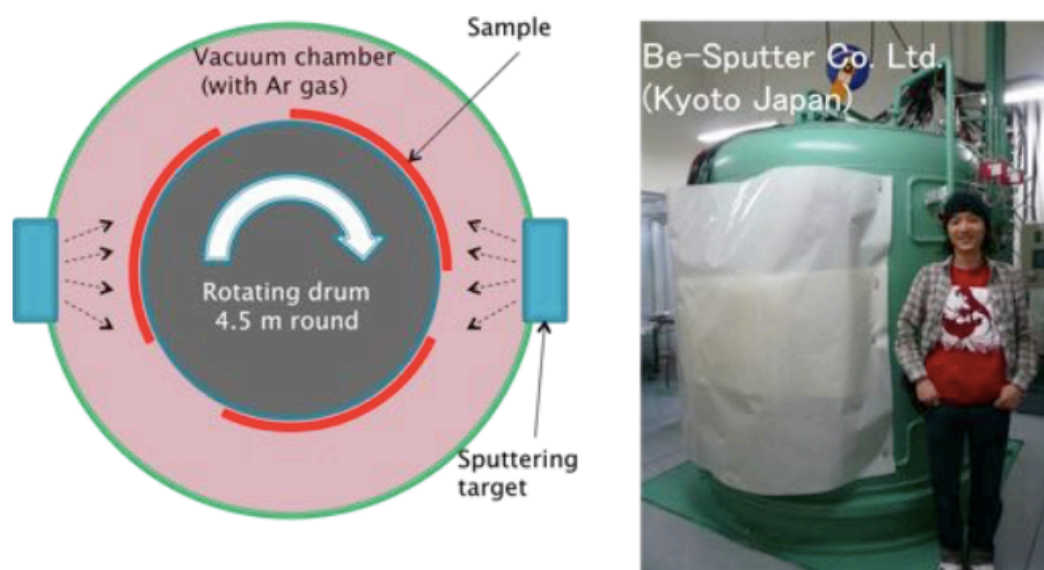 Sample
Vacuum chamber
(with Ar gas)
Rotating drum
4.5 m round
Sputtering
target
Be-Sputter Co. Ltd.
(Kyoto Japan)